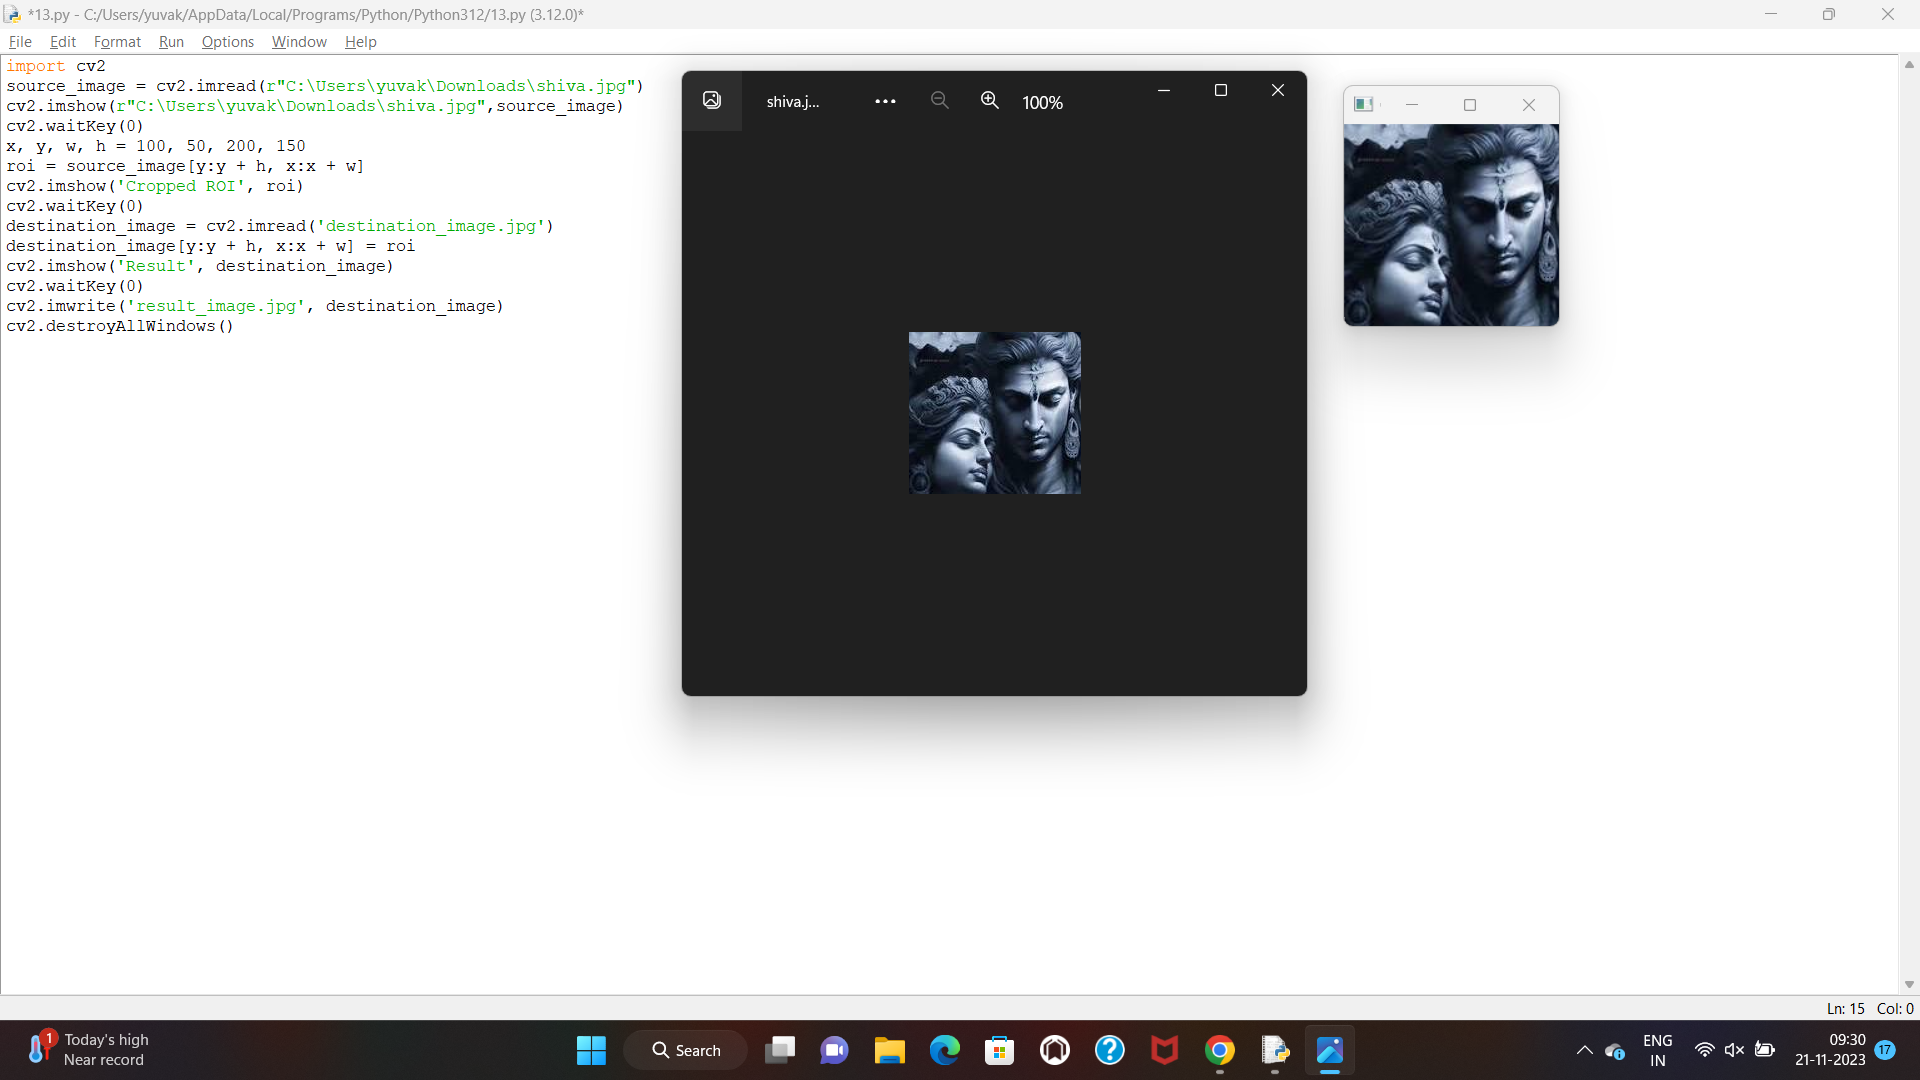 *13.py - C:/Users/yuvak/AppData/Local/Programs/Python/Python312/13.py (3.12.0)*
File Edit Format Run Options Window Help
import cv2
source_image = cv2.imread(r"C:\Users\yuvak\Downloads\shiva.jpg")
cv2.imshow(r"C:\Users\yuvak\Downloads\shiva.jpg",source_image)
cv2.waitKey(0)
x, y, w, h = 100, 50, 200, 150
roi = source_image[y:y + h, x:x + w]
cv2.imshow('Cropped ROI', roi)
cv2.waitKey(0)
destination_image = cv2.imread('destination_image.jpg')
destination_image[y:y + h, x:x + w] = roi
cv2.imshow('Result', destination_image)
cv2.waitKey(0)
cv2.imwrite('result_image.jpg', destination_image)
cv2.destroyAllWindows()
shiva.j... 100%
Ln: 15 Col: 0
1
Today's high
Near record
Search
ENG
IN
09:30
21-11-2023
17